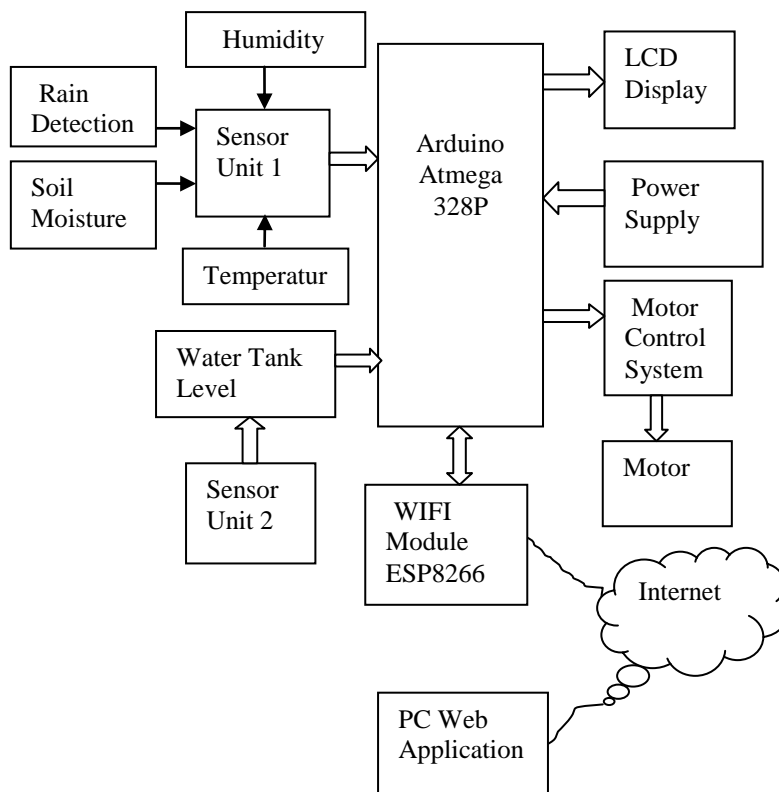 Humidity
Rain
Detection
Soil
Moisture
Sensor
Unit 1
Temperatur
Water Tank
Level
Sensor
Unit 2
Arduino
Atmega
328P
LCD
Display
Power
Supply
Motor
Control
System
Motor
WIFI
Module
ESP8266
Internet
PC Web
Application